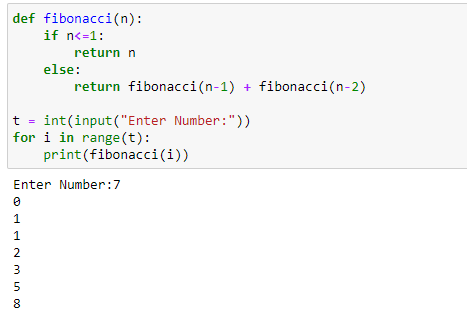 def fibonacci(n):
    if n<=1:
        return n
    else:
        return fibonacci(n-1) + fibonacci(n-2)

t = int(input("Enter Number:"))
for i in range(t):
    print(fibonacci(i))
Enter Number:7
0
1
1
2
3
5
8